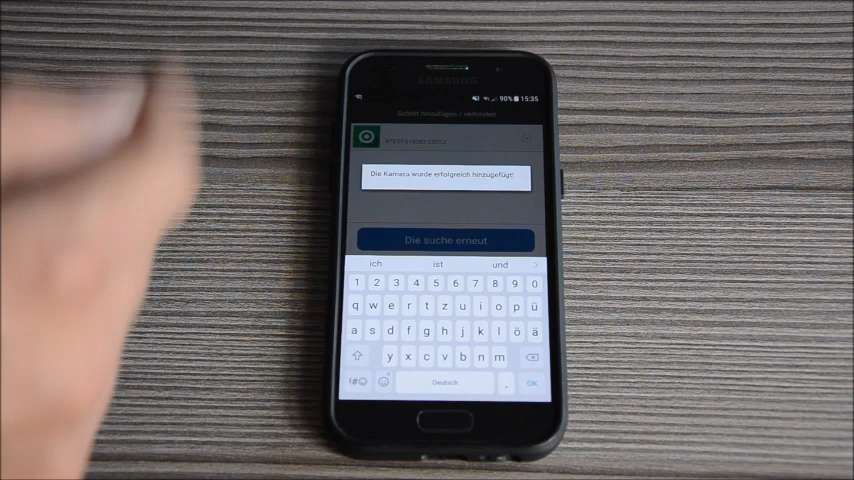 SAMSUNG
90% 15:35
Schritt hinzufügen / verbinden
Die Kamera wurde erfolgreich hinzugefügt!
Die suche erneut
ich ist und
1 2 3 4 5 6 7 8 9 0
q w e r t z u i o p ü
a s d f g h j k l ö ä
y x c v b n m
!#☺ Deutsch . OK